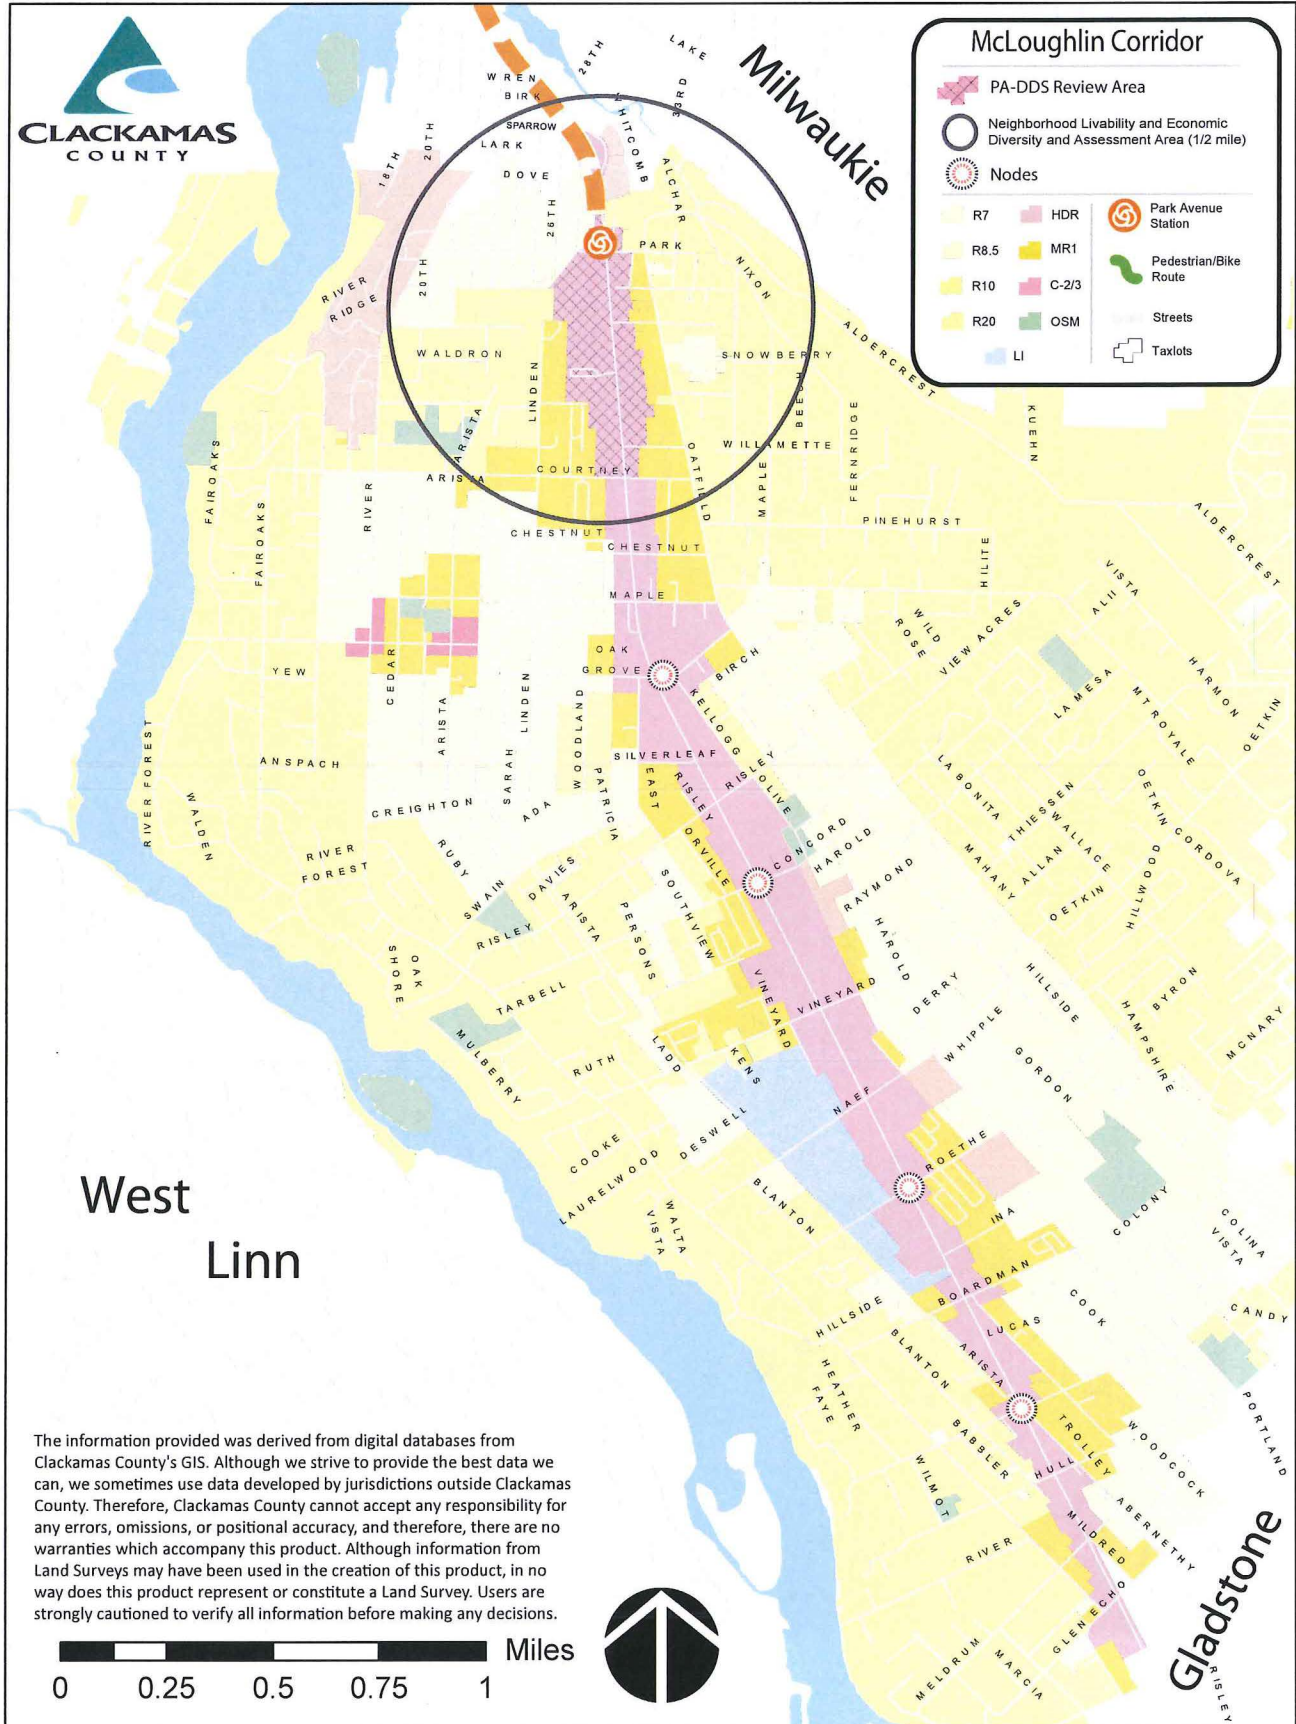 CLACKAMAS
COUNTY
Milwaukie
McLoughlin Corridor
PA-DDS Review Area
Neighborhood Livability and Economic
Diversity and Assessment Area (1/2 mile)
Nodes
R7
HDR
Park Avenue
Station
R8.5
MR1
Pedestrian/Bike
Route
R10
C-2/3
R20
OSM
Streets
LI
Taxlots
LAKE
28TH
33RD
WREN
BIRK
SPARROW
LARK
DOVE
20TH
18TH
26TH
ALCHAR
PARK
NIXON
20TH
RIVER
RIDGE
WALDRON
LINDEN
SNOWBERRY
ALDERCREST
BEECH
KUEHN
ARISTA
WILLAMETTE
OATFIELD
MAPLE
FERNRIDGE
COURTNEY
ARISTA
FAIROAKS
RIVER
FAIROAKS
CHESTNUT
CHESTNUT
PINEHURST
HILITE
ALDERCREST
VISTA
ALII
MAPLE
WILD
ROSE
VIEW ACRES
OAK
GROVE
BIRCH
YEW
CEDAR
ARISTA
LINDEN
KELLOGG
LA MESA
HARMON
MT ROYALE
OETKIN
WOODLAND
SILVERLEAF
RIVER FOREST
ANSPACH
SARAH
EAST
RISLEY
RISLEY
OLIVE
LA BONITA
THIESSEN
WALLACE
OETKIN
CORDOVA
WALDEN
CREIGHTON
ADA
PATRICIA
ORVILLE
CONCORD
HAROLD
MAHANY
ALLAN
HILLWOOD
RIVER
FOREST
RUBY
SWAIN
DAVIES
ARISTA
RISLEY
SOUTHVIEW
PERSONS
RAYMOND
HAROLD
OETKIN
OAK
SHORE
TARBELL
VINEYARD
VINEYARD
DERRY
HILLSIDE
BYRON
HAMPSHIRE
MCNARY
MULBERRY
RUTH
LADD
KENS
WHIPPLE
GORDON
NAEF
DESWELL
COOKE
LAURELWOOD
ROETHE
BLANTON
WALTA
VISTA
INA
COLONY
COLINA
VISTA
West
Linn
BOARDMAN
COOK
CANDY
HILLSIDE
LUCAS
BLANTON
ARISTA
HEATHER
FAYE
PORTLAND
BABBLER
TROLLEY
WOODCOCK
HULL
WILMOT
ABERNETHY
MILDRED
RIVER
GLEN ECHO
MELDRUM
MARCIA
Gladstone
RISLEY
The information provided was derived from digital databases from
Clackamas County's GIS. Although we strive to provide the best data we
can, we sometimes use data developed by jurisdictions outside Clackamas
County. Therefore, Clackamas County cannot accept any responsibility for
any errors, omissions, or positional accuracy, and therefore, there are no
warranties which accompany this product. Although information from
Land Surveys may have been used in the creation of this product, in no
way does this product represent or constitute a Land Survey. Users are
strongly cautioned to verify all information before making any decisions.
Miles
0 0.25 0.5 0.75 1